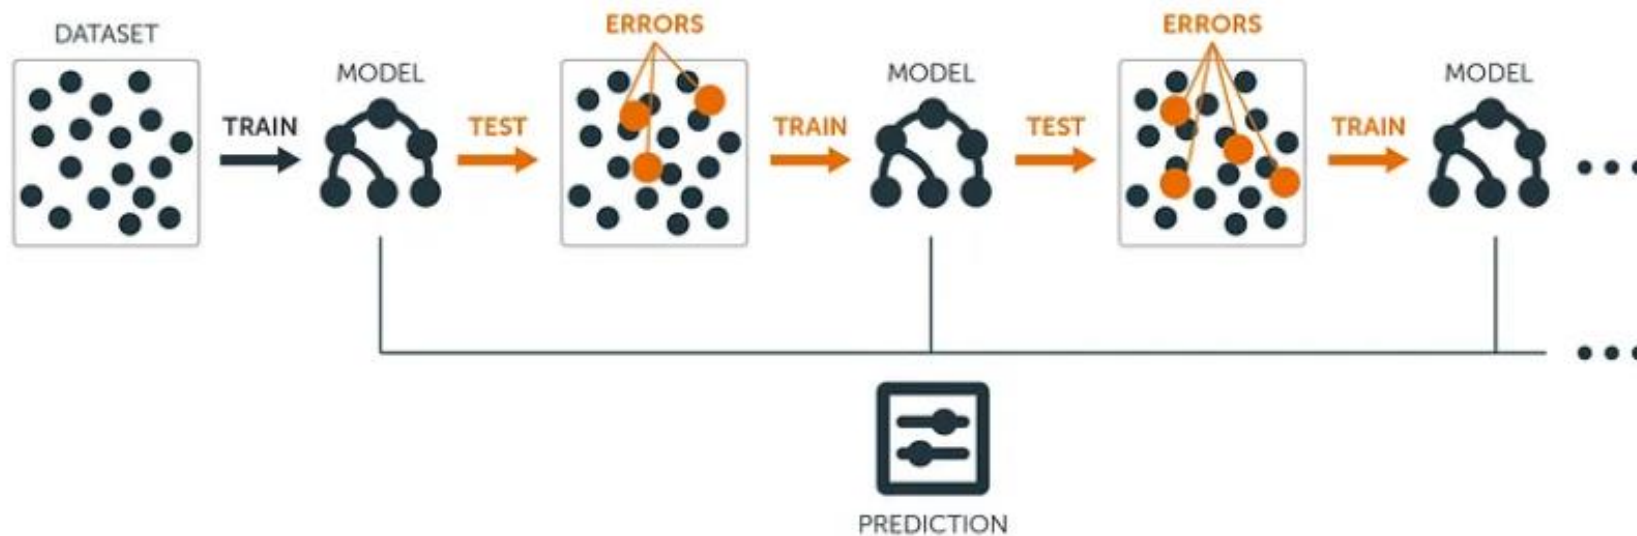 DATASET
ERRORS
ERRORS
MODEL
MODEL
MODEL
TRAIN
TEST
TRAIN
TEST
TRAIN
PREDICTION